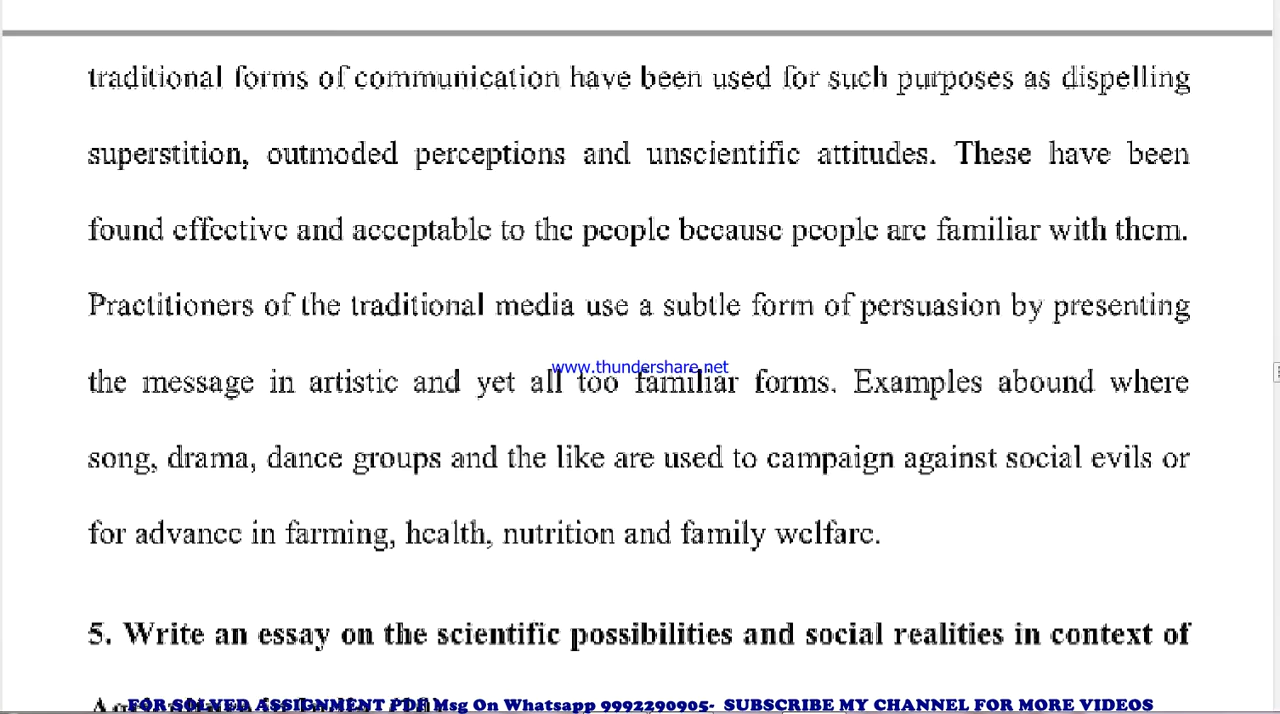 traditional forms of communication have been used for such purposes as dispelling
superstition, outmoded perceptions and unscientific attitudes. These have been
found effective and acceptable to the people because people are familiar with them.
Practitioners of the traditional media use a subtle form of persuasion by presenting
www.thundershare.net
the message in artistic and yet all too familiar forms. Examples abound where
song, drama, dance groups and the like are used to campaign against social evils or
for advance in farming, health, nutrition and family welfare.
5. Write an essay on the scientific possibilities and social realities in context of
FOR SOLVED ASSIGNMENT PDF Msg On Whatsapp 9992290905- SUBSCRIBE MY CHANNEL FOR MORE VIDEOS